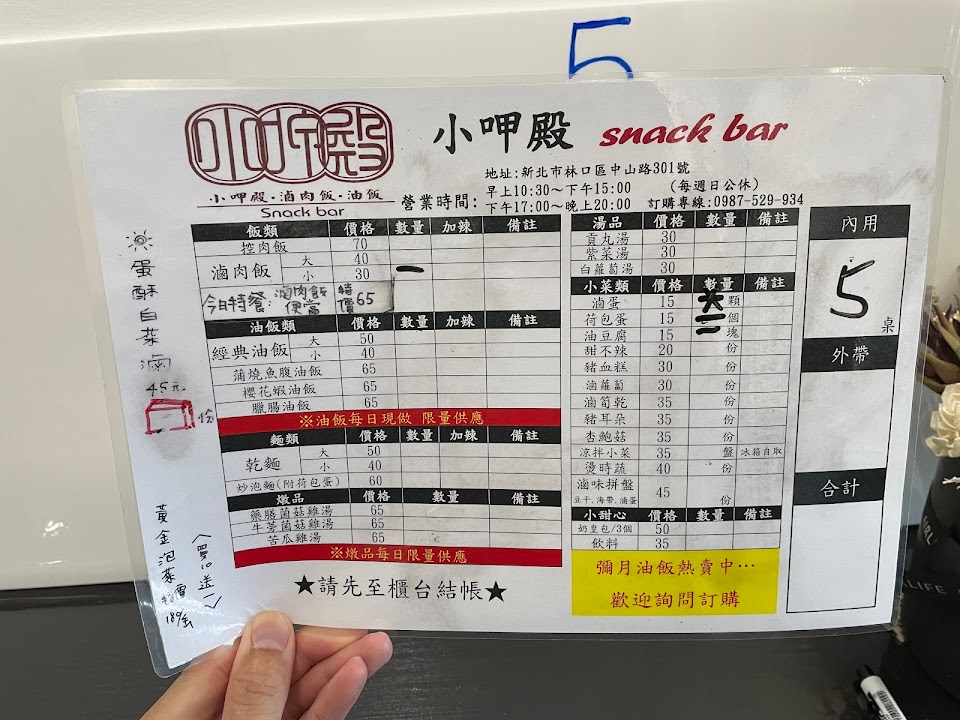 5
小呷殿
小呷殿·滷肉飯·油飯
Snack bar
小呷殿 snack bar
地址:新北市林口區中山路301號
營業時間:
早上10:30~下午15:00 (每週日公休)
下午17:00~晚上20:00 訂購專線:0987-529-934
飯類 價格 數量 加辣 備註
控肉飯 70
滷肉飯 大 40
小 30 一
今日特餐:滷肉飯便當 特價65
油飯類 價格 數量 加辣 備註
經典油飯 大 50
小 40
蒲燒魚腹油飯 65
櫻花蝦油飯 65
臘腸油飯 65
※油飯每日現做 限量供應
麵類 價格 數量 加辣 備註
乾麵 大 50
小 40
炒泡麵(附荷包蛋) 60
燉品 價格 數量 備註
藥膳菌菇雞湯 65
牛蒡菌菇雞湯 65
苦瓜雞湯 65
※燉品每日限量供應
★請先至櫃台結帳★
湯品 價格 數量 備註
貢丸湯 30
紫菜湯 30
白蘿蔔湯 30
小菜類 價格 數量 備註
滷蛋 15 顆
荷包蛋 15 個
油豆腐 15 塊
甜不辣 20 份
豬血糕 30 份
滷蘿蔔 30 份
滷筍乾 35 份
豬耳朵 35 份
杏鮑菇 35 份
涼拌小菜 35 盤 冰箱自取
燙時蔬 40 份
滷味拼盤 45 份
豆干、海帶、滷蛋
小甜心 價格 數量 備註
奶皇包/3個 50
飲料 35
彌月油飯熱賣中…
歡迎詢問訂購
內用
5 桌
外帶
合計
蛋酥白菜滷
45元
黃金泡菜特價
189元
LIFE